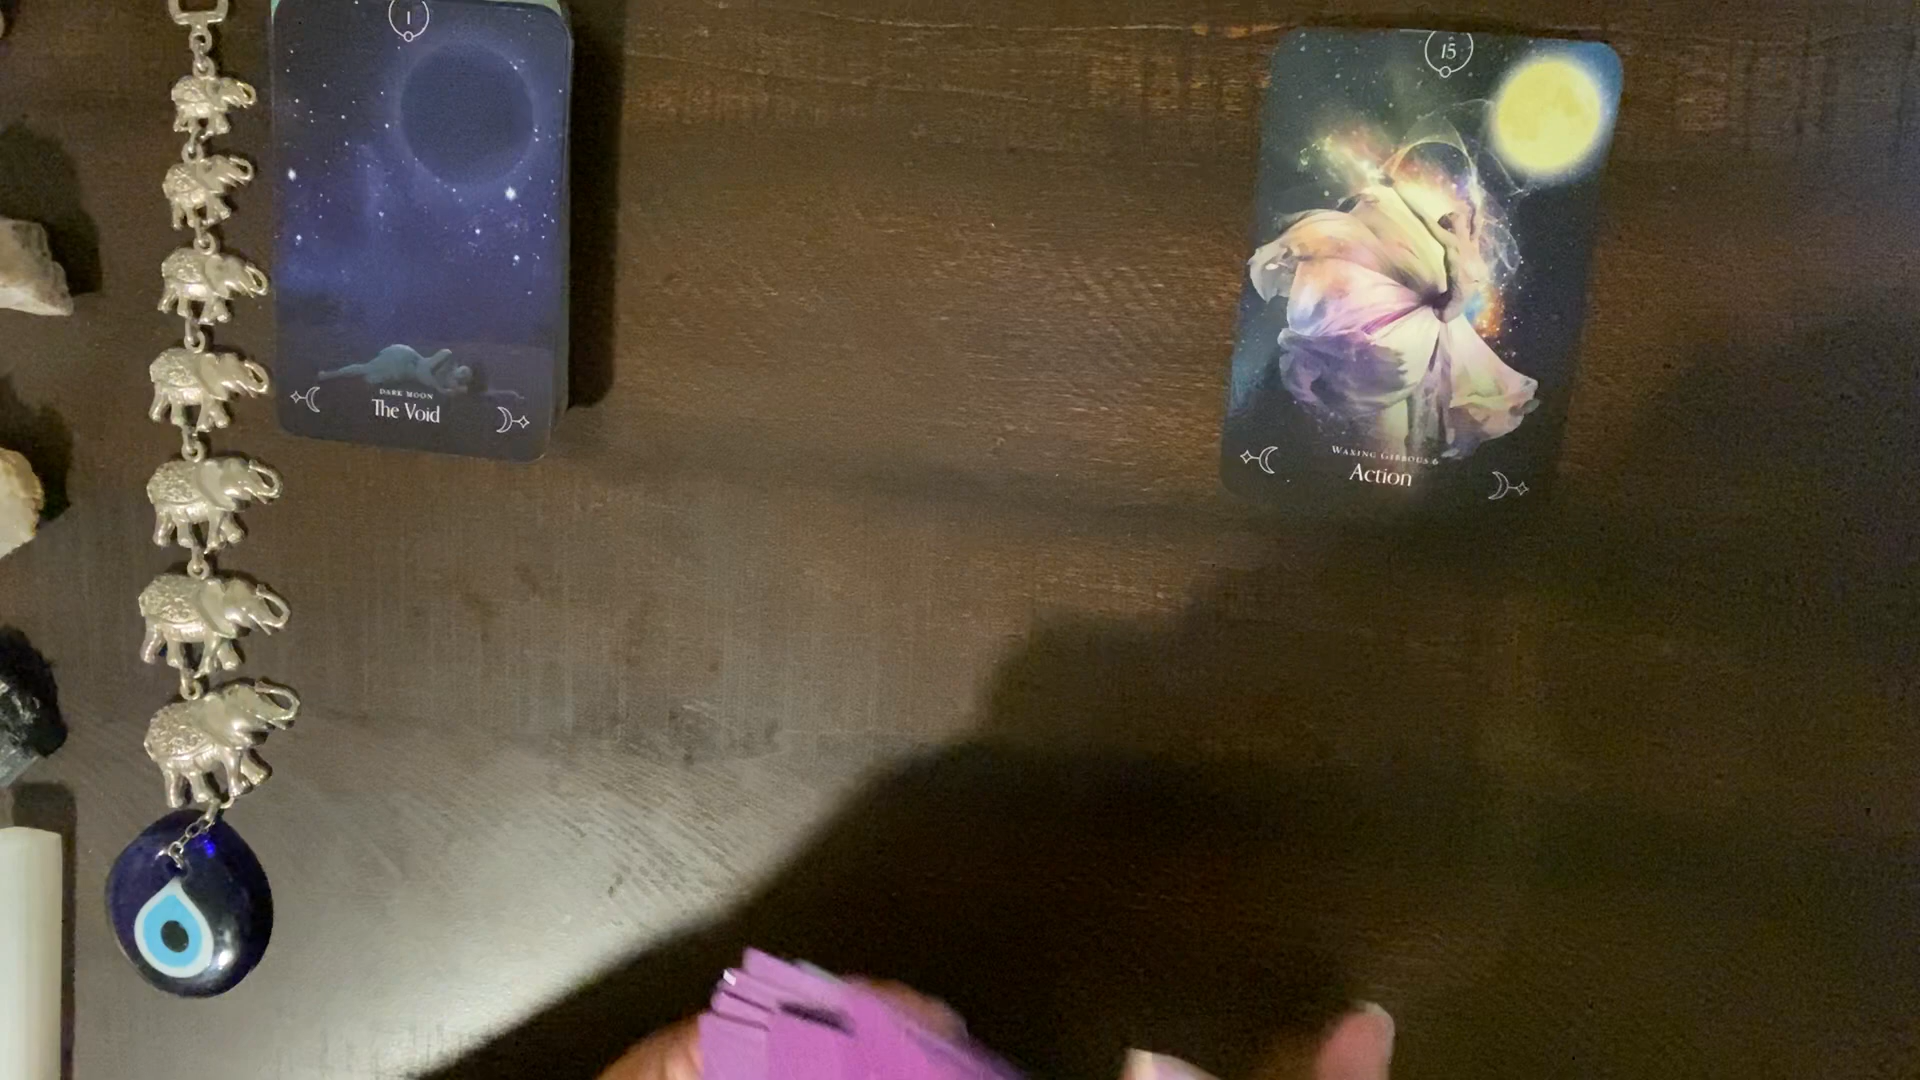 1
DARK MOON
The Void
15
WAXING GIBBOUS 6
Action